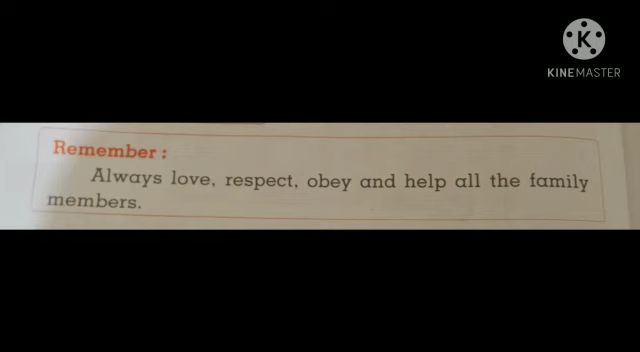 KINEMASTER
Remember :
Always love, respect, obey and help all the family
members.